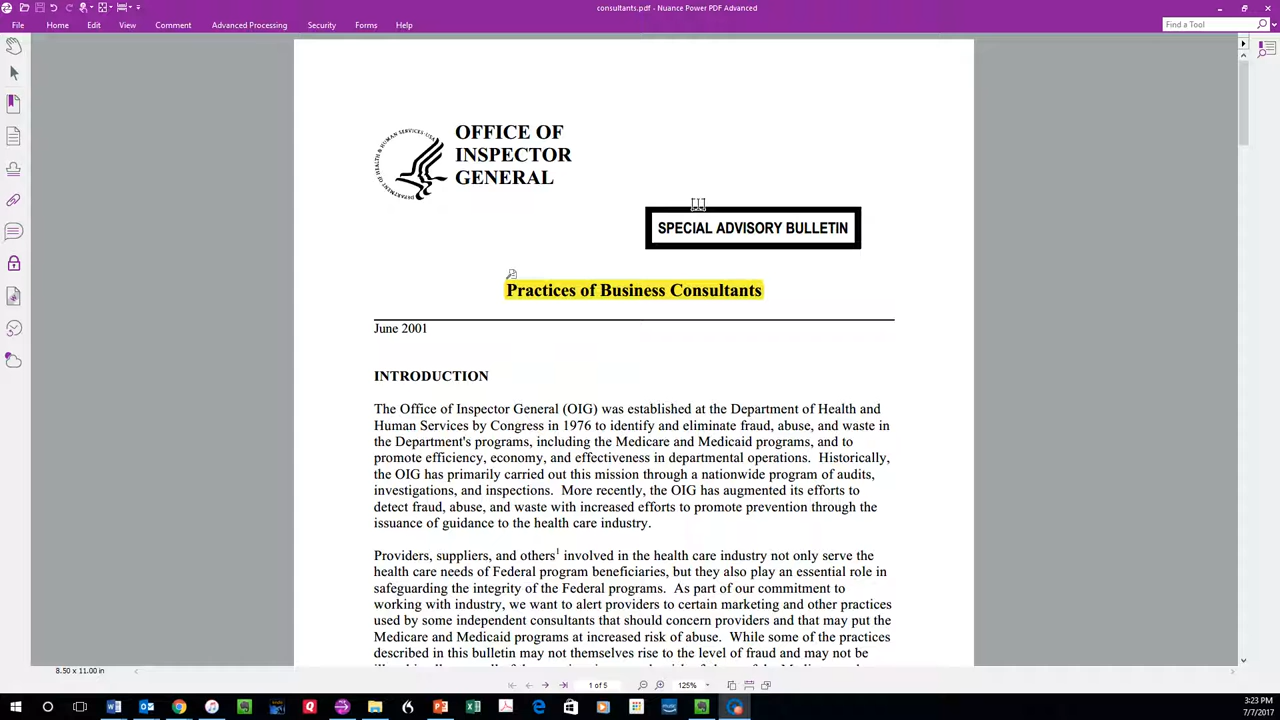 consultants.pdf - Nuance Power PDF Advanced
File Home Edit View Comment Advanced Processing Security Forms Help Find a Tool
DEPARTMENT OF HEALTH & HUMAN SERVICES·USA
OFFICE OF
INSPECTOR
GENERAL
SPECIAL ADVISORY BULLETIN
Practices of Business Consultants
June 2001
INTRODUCTION
The Office of Inspector General (OIG) was established at the Department of Health and
Human Services by Congress in 1976 to identify and eliminate fraud, abuse, and waste in
the Department's programs, including the Medicare and Medicaid programs, and to
promote efficiency, economy, and effectiveness in departmental operations. Historically,
the OIG has primarily carried out this mission through a nationwide program of audits,
investigations, and inspections. More recently, the OIG has augmented its efforts to
detect fraud, abuse, and waste with increased efforts to promote prevention through the
issuance of guidance to the health care industry.
Providers, suppliers, and others1 involved in the health care industry not only serve the
health care needs of Federal program beneficiaries, but they also play an essential role in
safeguarding the integrity of the Federal programs. As part of our commitment to
working with industry, we want to alert providers to certain marketing and other practices
used by some independent consultants that should concern providers and that may put the
Medicare and Medicaid programs at increased risk of abuse. While some of the practices
described in this bulletin may not themselves rise to the level of fraud and may not be
8.50 x 11.00 in
1 of 5 125%
3:23 PM
7/7/2017